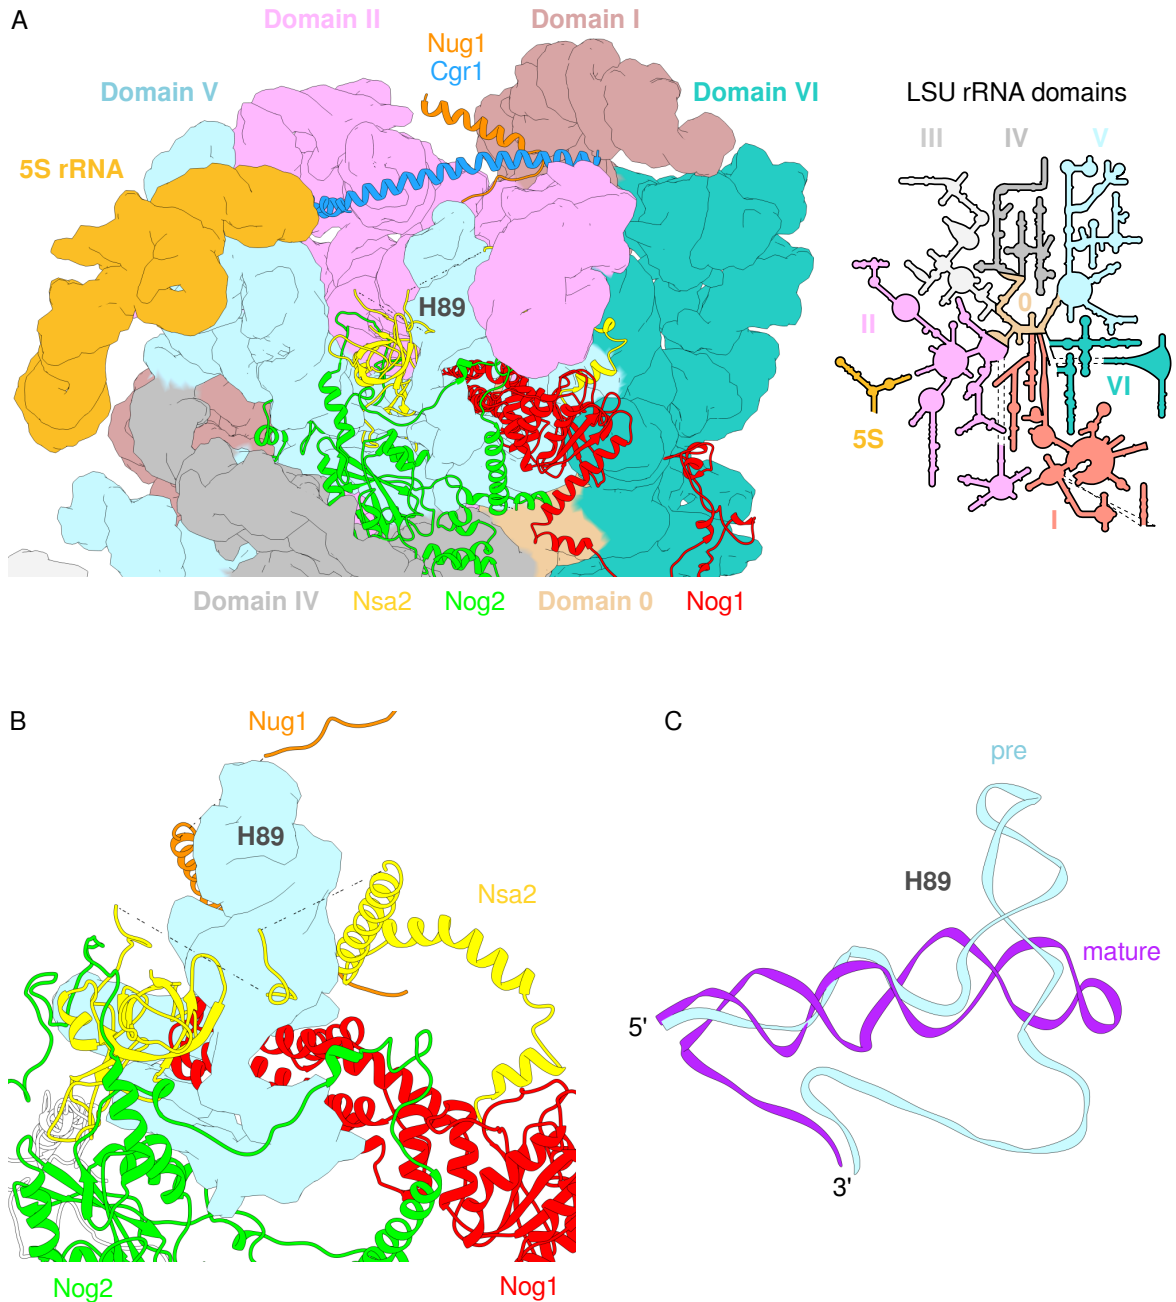 A
Domain II
Domain I
Nug1
Cgr1
Domain V
Domain VI
LSU rRNA domains
III
IV
V
5S rRNA
H89
0
II
VI
5S
I
Domain IV
Nsa2
Nog2
Domain 0
Nog1
B
Nug1
C
pre
H89
H89
Nsa2
mature
5'
3'
Nog2
Nog1